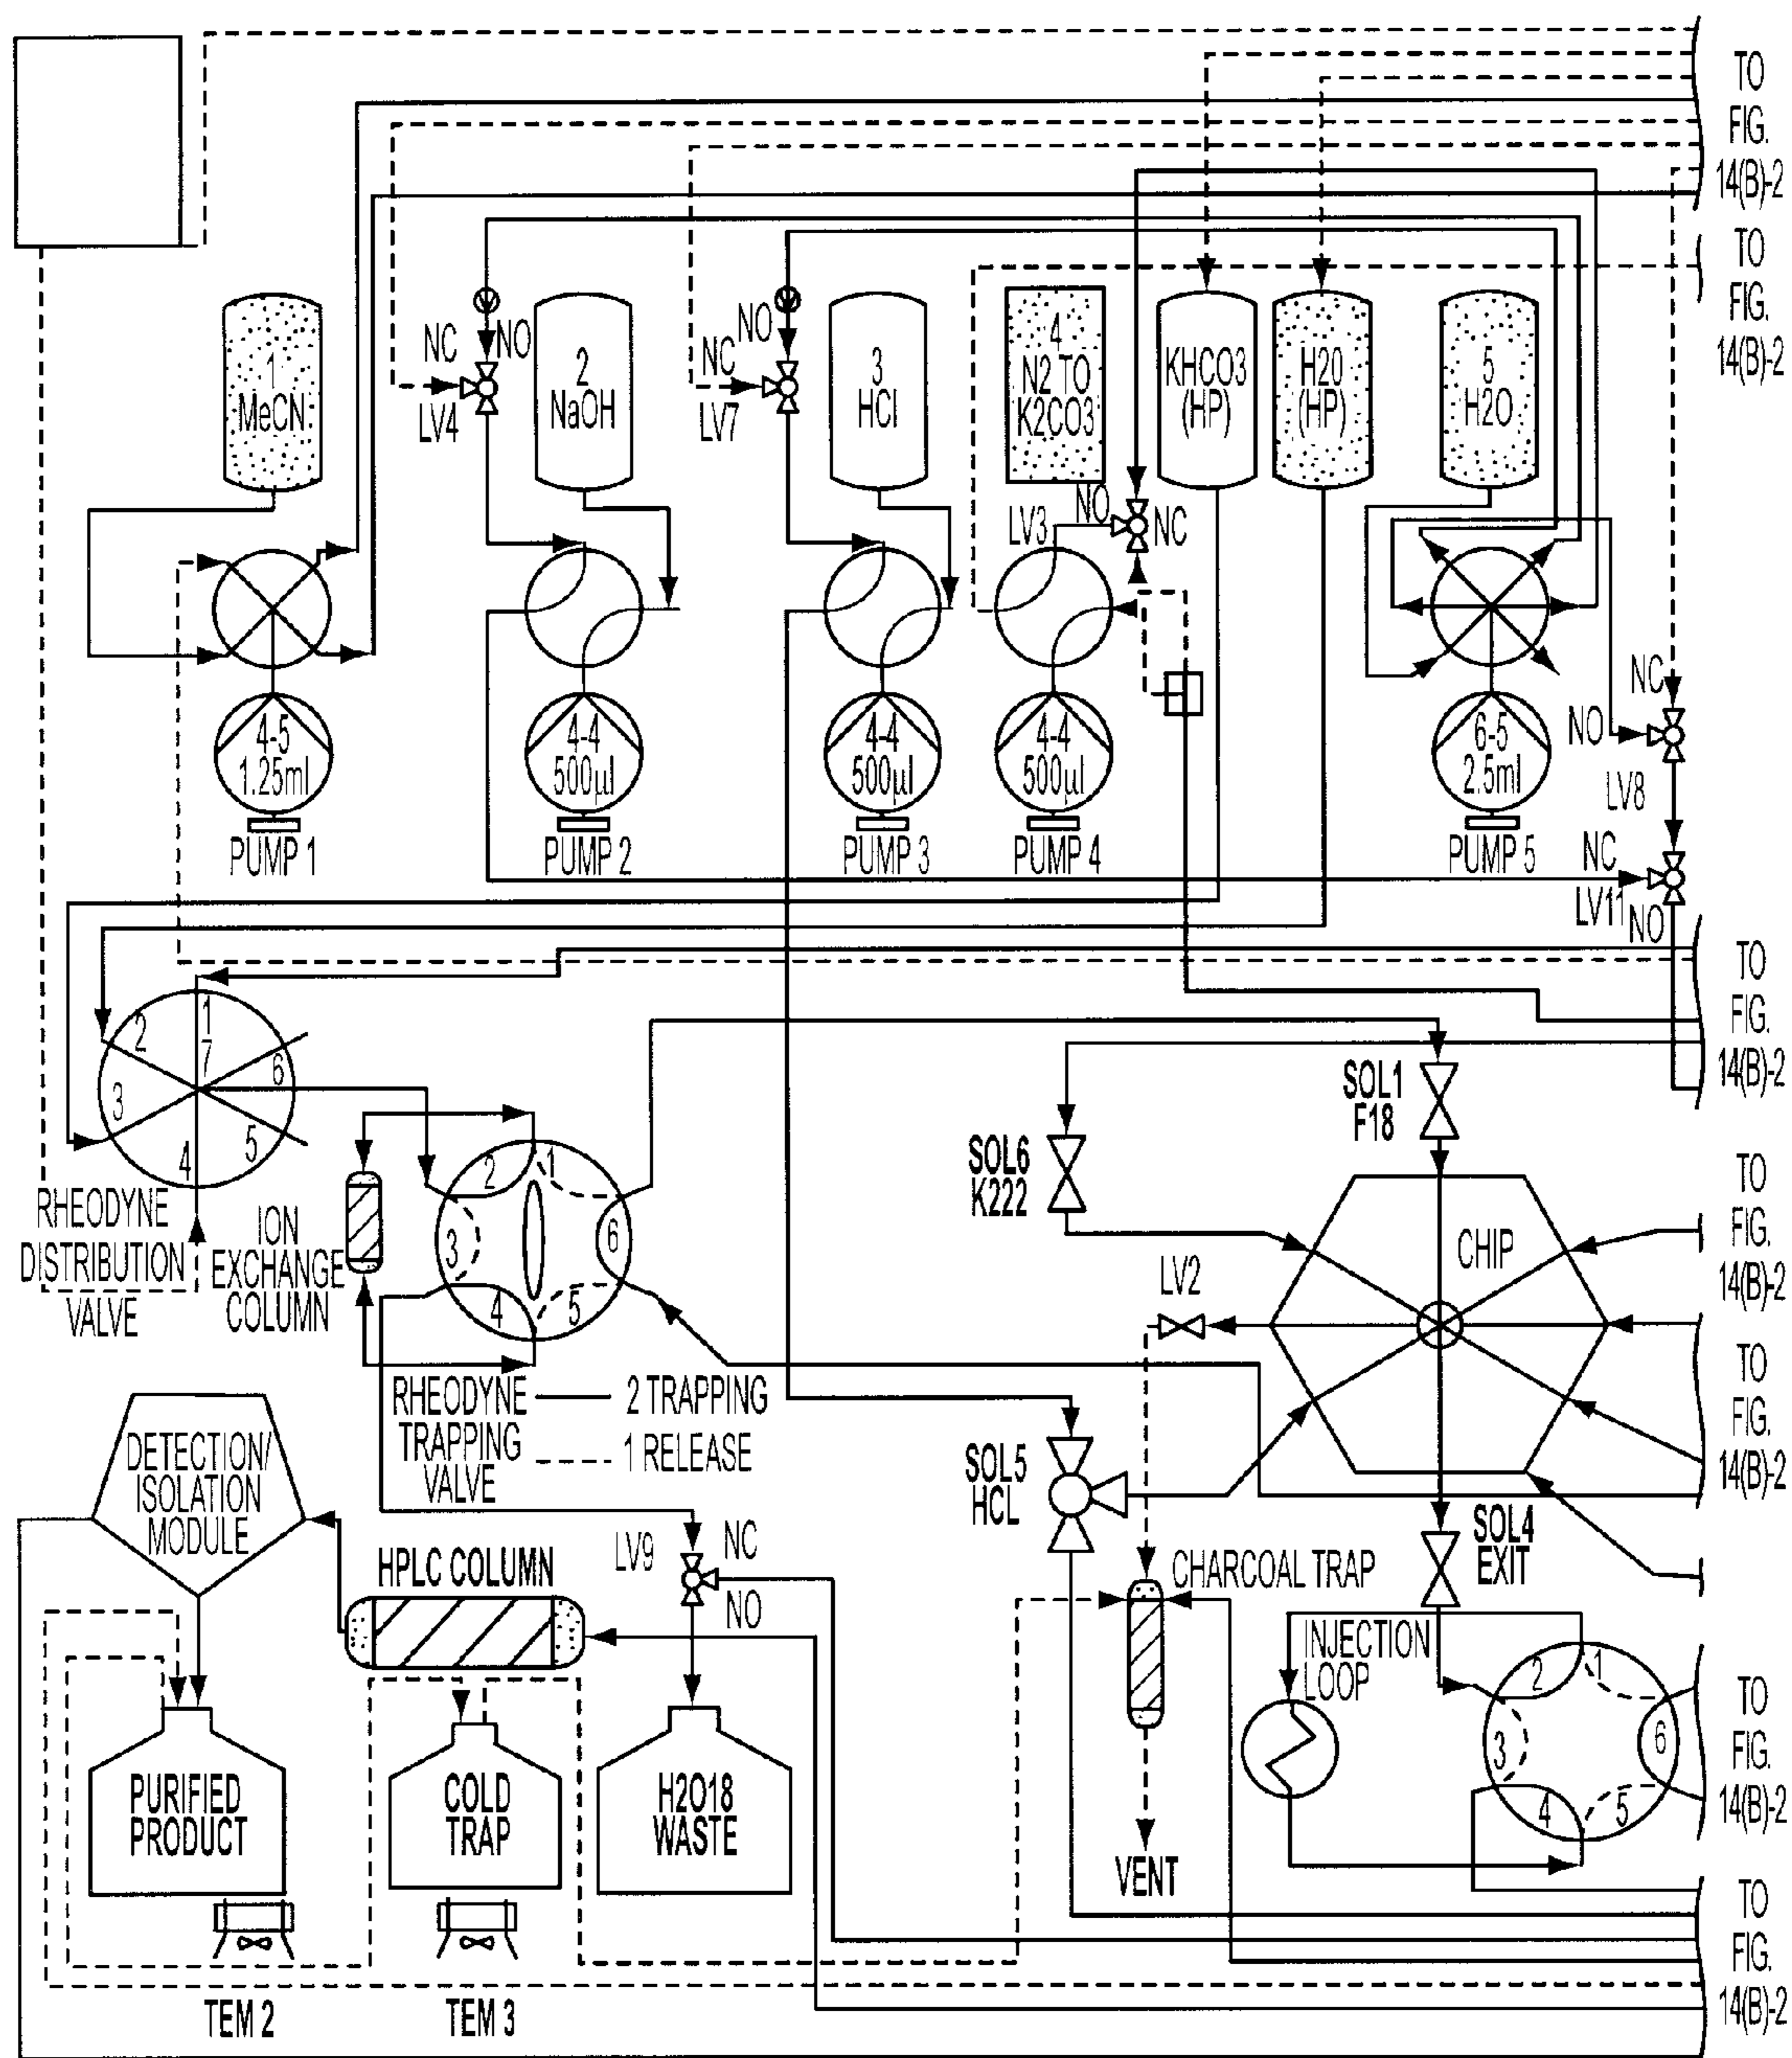 TO
FIG.
14(B)-2
TO
FIG.
14(B)-2
1
MeCN
NC
NO
LV4
2
NaOH
NC
NO
LV7
3
HCl
4
N2 TO
K2CO3
KHCO3
(HP)
H20
(HP)
5
H2O
LV3
NO
NC
4-5
1.25ml
PUMP 1
4-4
500µl
PUMP 2
4-4
500µl
PUMP 3
4-4
500µl
PUMP 4
6-5
2.5ml
PUMP 5
NC
NO
LV8
NC
LV11
NO
TO
FIG.
14(B)-2
1
2
7
6
3
4
5
RHEODYNE
DISTRIBUTION
VALVE
ION
EXCHANGE
COLUMN
2
1
3
6
4
5
RHEODYNE
TRAPPING
VALVE
2 TRAPPING
1 RELEASE
SOL1
F18
SOL6
K222
CHIP
LV2
TO
FIG.
14(B)-2
TO
FIG.
14(B)-2
SOL5
HCL
SOL4
EXIT
DETECTION/
ISOLATION
MODULE
HPLC COLUMN
LV9
NC
NO
CHARCOAL TRAP
INJECTION
LOOP
2
1
3
6
4
5
TO
FIG.
14(B)-2
PURIFIED
PRODUCT
COLD
TRAP
H2O18
WASTE
VENT
TO
FIG.
14(B)-2
TEM 2
TEM 3